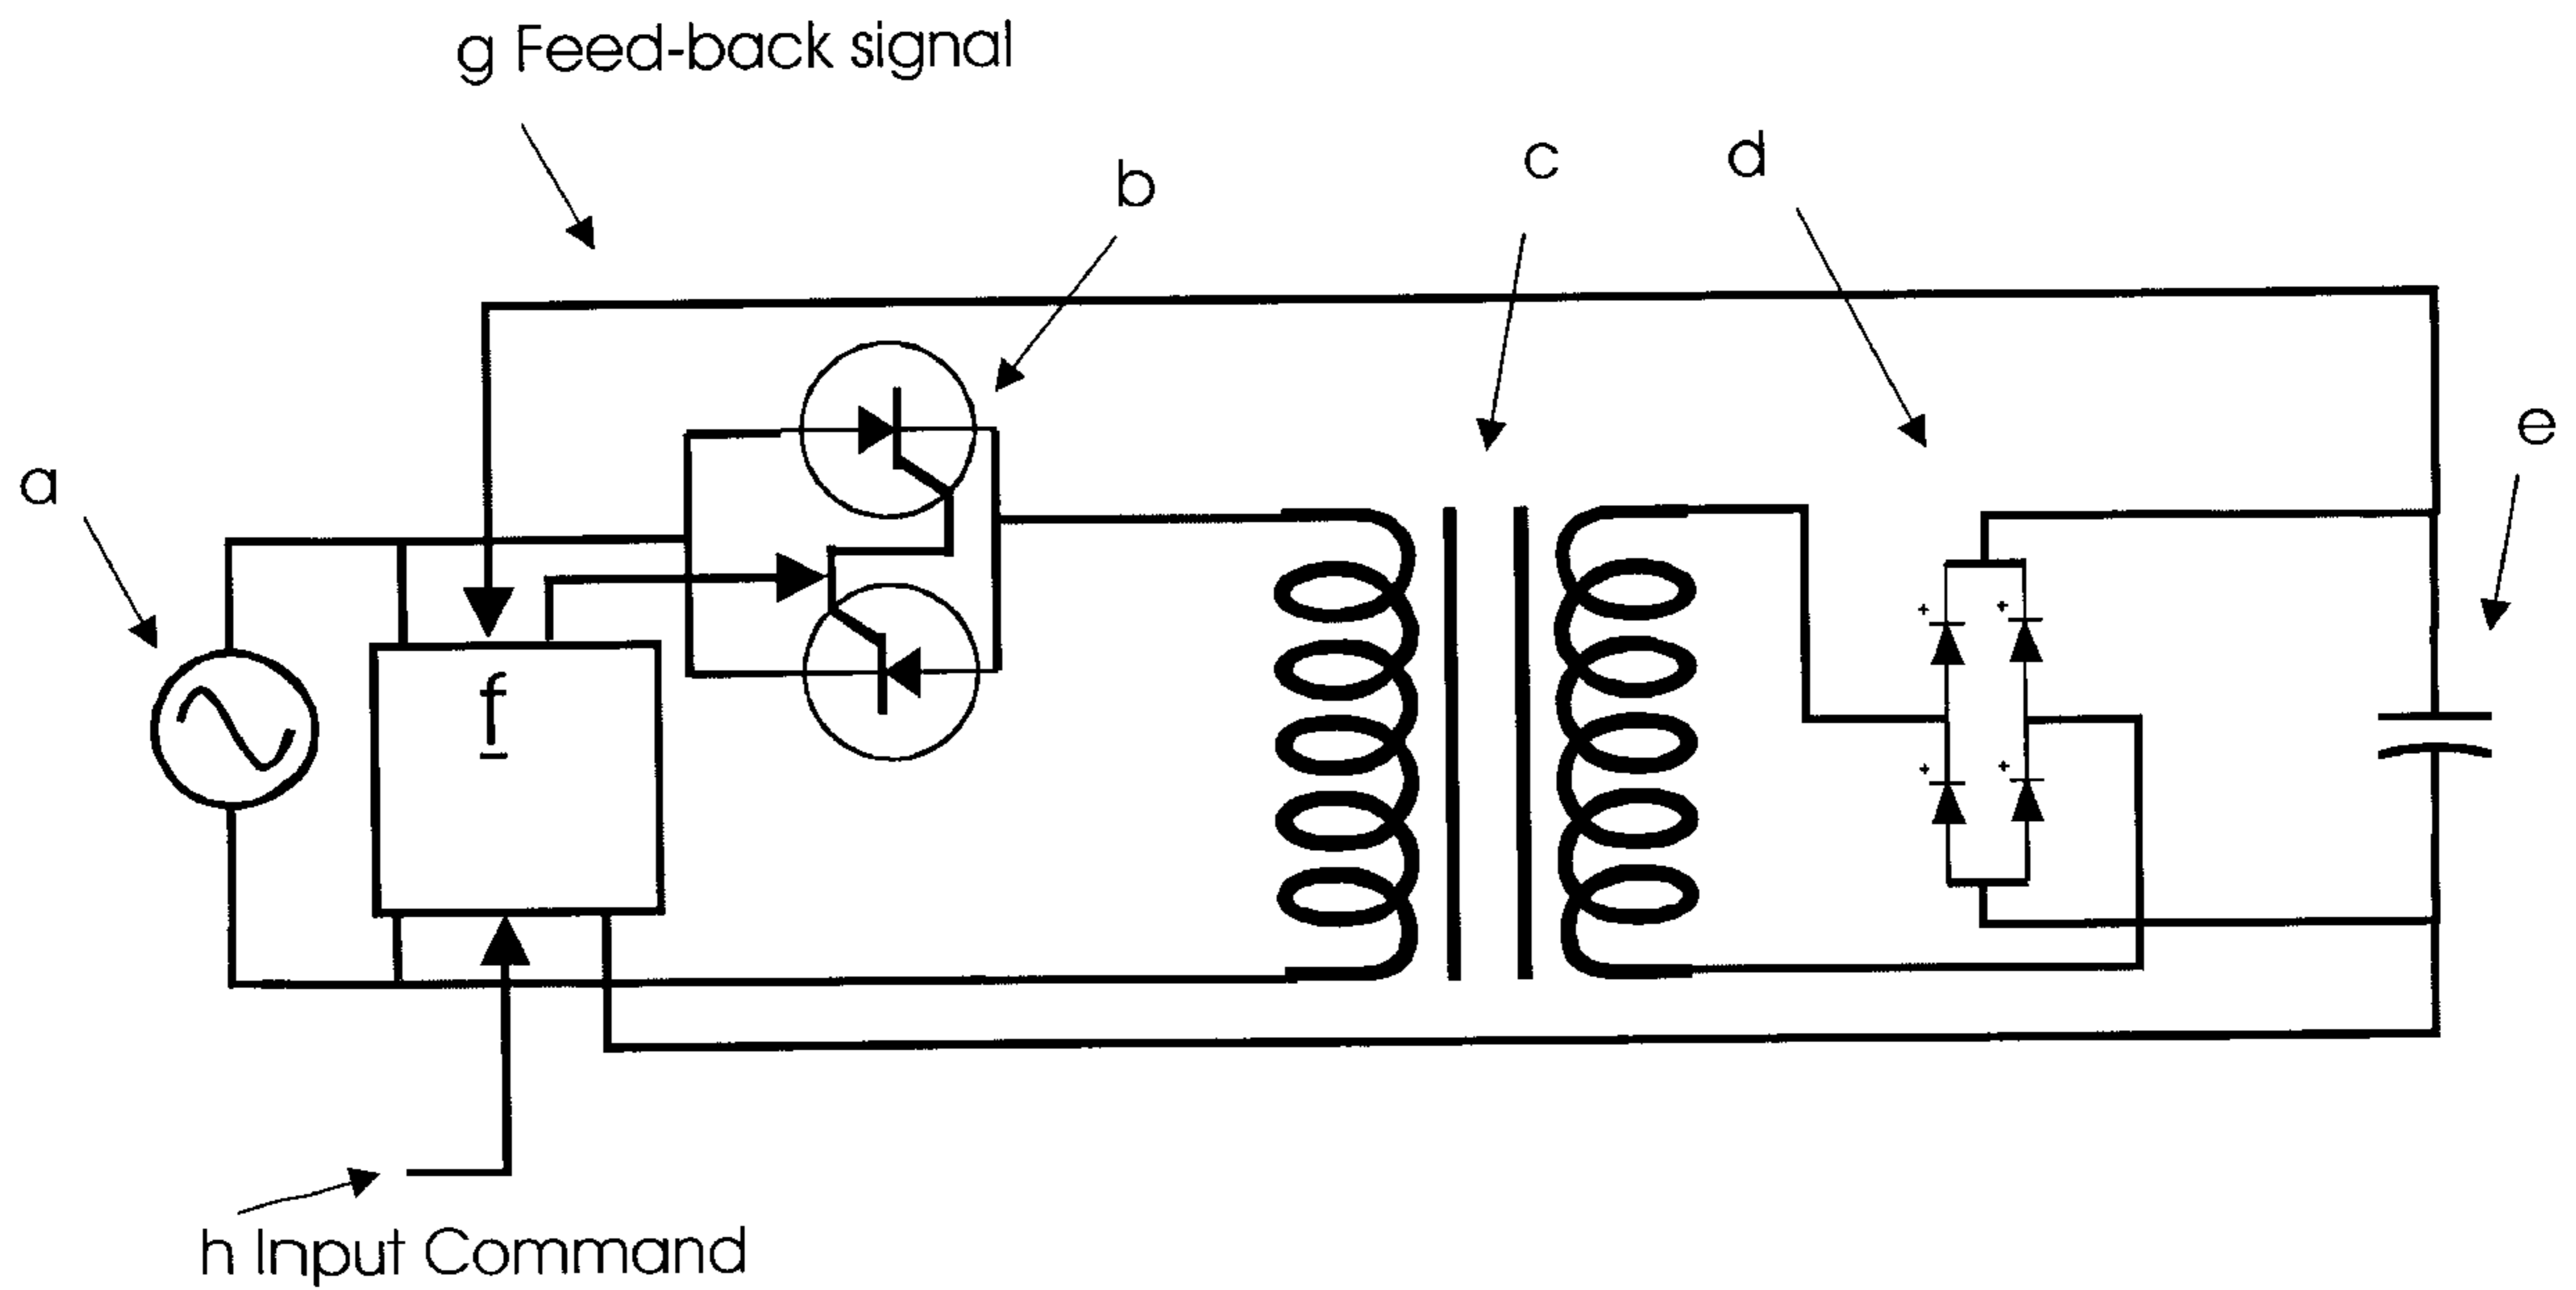 g Feed-back signal
b
c
d
e
a
f
h Input Command